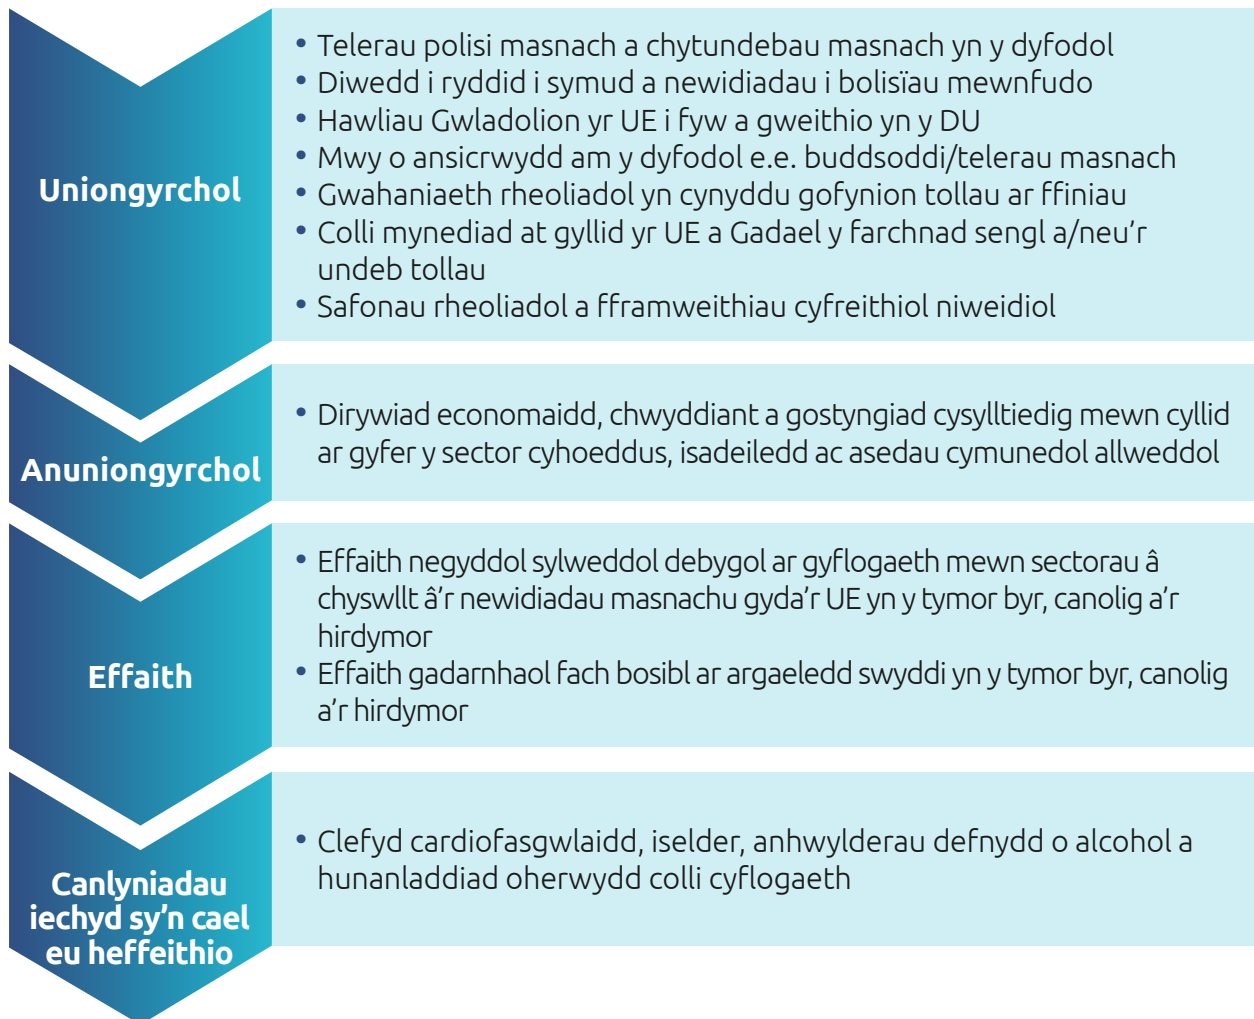 Uniongyrchol
• Telerau polisi masnach a chytundebau masnach yn y dyfodol
• Diwedd i ryddid i symud a newidiadau i bolisïau mewnfudo
• Hawliau Gwladolion yr UE i fyw a gweithio yn y DU
• Mwy o ansicrwydd am y dyfodol e.e. buddsoddi/telerau masnach
• Gwahaniaeth rheoliadol yn cynyddu gofynion tollau ar ffiniau
• Colli mynediad at gyllid yr UE a Gadael y farchnad sengl a/neu’r
undeb tollau
• Safonau rheoliadol a fframweithiau cyfreithiol niweidiol
Anuniongyrchol
• Dirywiad economaidd, chwyddiant a gostyngiad cysylltiedig mewn cyllid
ar gyfer y sector cyhoeddus, isadeiledd ac asedau cymunedol allweddol
Effaith
• Effaith negyddol sylweddol debygol ar gyflogaeth mewn sectorau â
chyswllt â’r newidiadau masnachu gyda’r UE yn y tymor byr, canolig a’r
hirdymor
• Effaith gadarnhaol fach bosibl ar argaeledd swyddi yn y tymor byr, canolig
a’r hirdymor
Canlyniadau
iechyd sy’n cael
eu heffeithio
• Clefyd cardiofasgwlaidd, iselder, anhwylderau defnydd o alcohol a
hunanladdiad oherwydd colli cyflogaeth